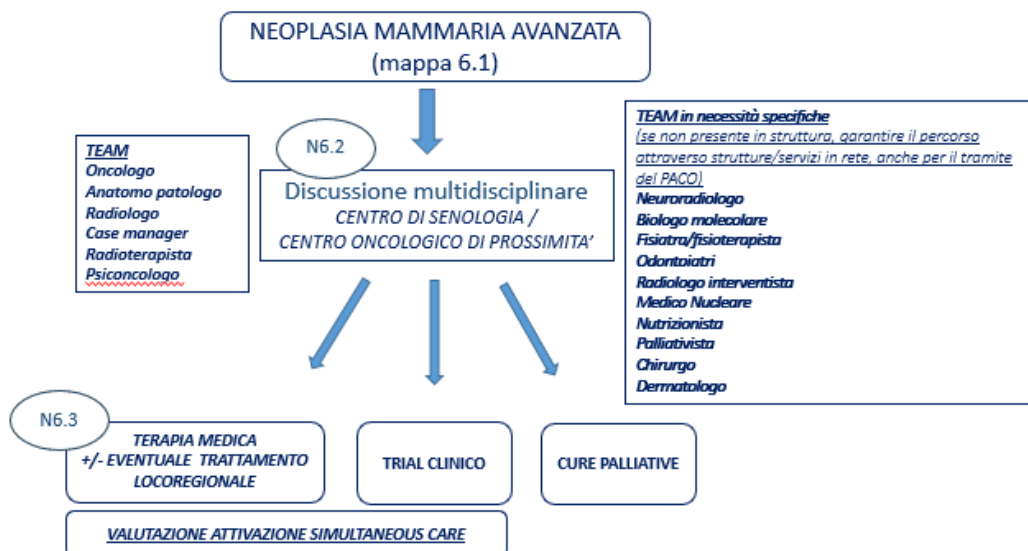 NEOPLASIA MAMMARIA AVANZATA
(mappa 6.1)
N6.2
TEAM
Oncologo
Anatomo patologo
Radiologo
Case manager
Radioterapista
Psiconcologo
Discussione multidisciplinare
CENTRO DI SENOLOGIA /
CENTRO ONCOLOGICO DI PROSSIMITA’
TEAM in necessità specifiche
(se non presente in struttura, garantire il percorso
attraverso strutture/servizi in rete, anche per il tramite
del PACO)
Neuroradiologo
Biologo molecolare
Fisiatra/fisioterapista
Odontoiatri
Radiologo interventista
Medico Nucleare
Nutrizionista
Palliativista
Chirurgo
Dermatologo
N6.3
TERAPIA MEDICA
+/- EVENTUALE TRATTAMENTO
LOCOREGIONALE
TRIAL CLINICO
CURE PALLIATIVE
VALUTAZIONE ATTIVAZIONE SIMULTANEOUS CARE